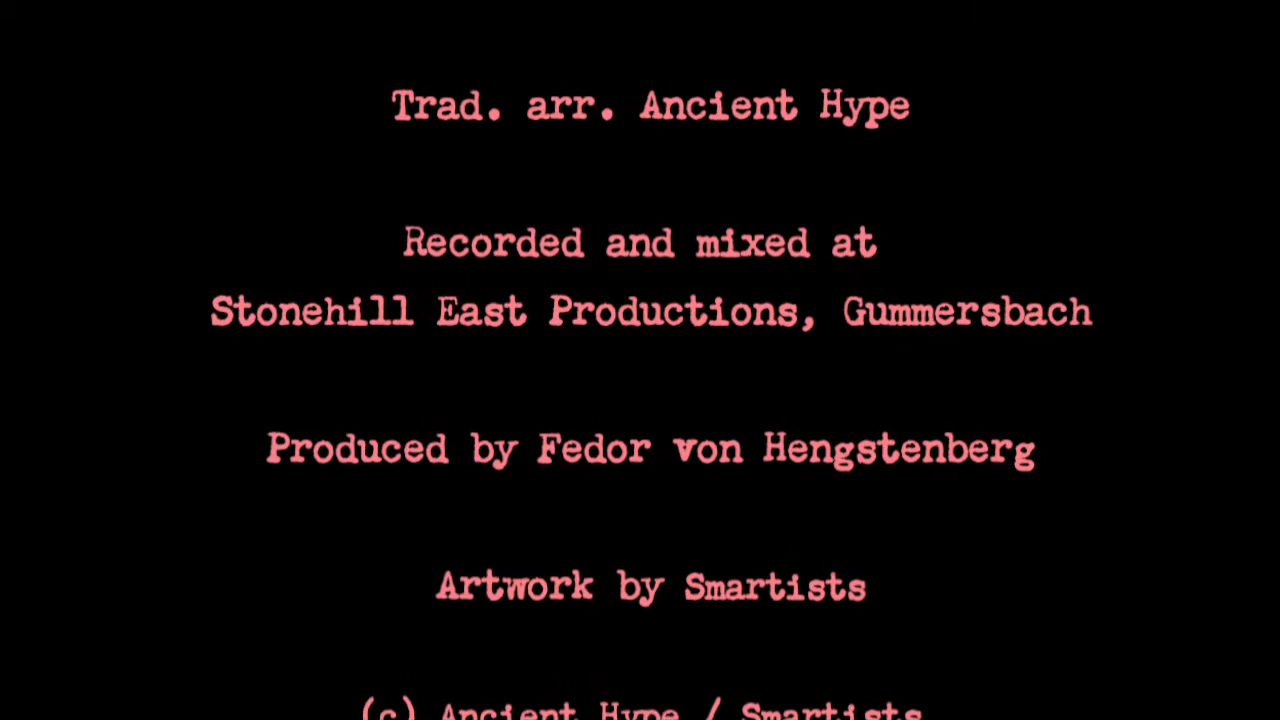 Trad. arr. Ancient Hype
Recorded and mixed at
Stonehill East Productions, Gummersbach
Produced by Fedor von Hengstenberg
Artwork by Smartists
(c) Ancient Hype / Smartists